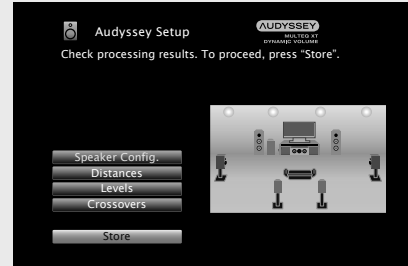 Audyssey Setup
AUDYSSEY
MULTEQ XT
DYNAMIC VOLUME
Check processing results. To proceed, press “Store”.
Speaker Config.
Distances
Levels
Crossovers
Store